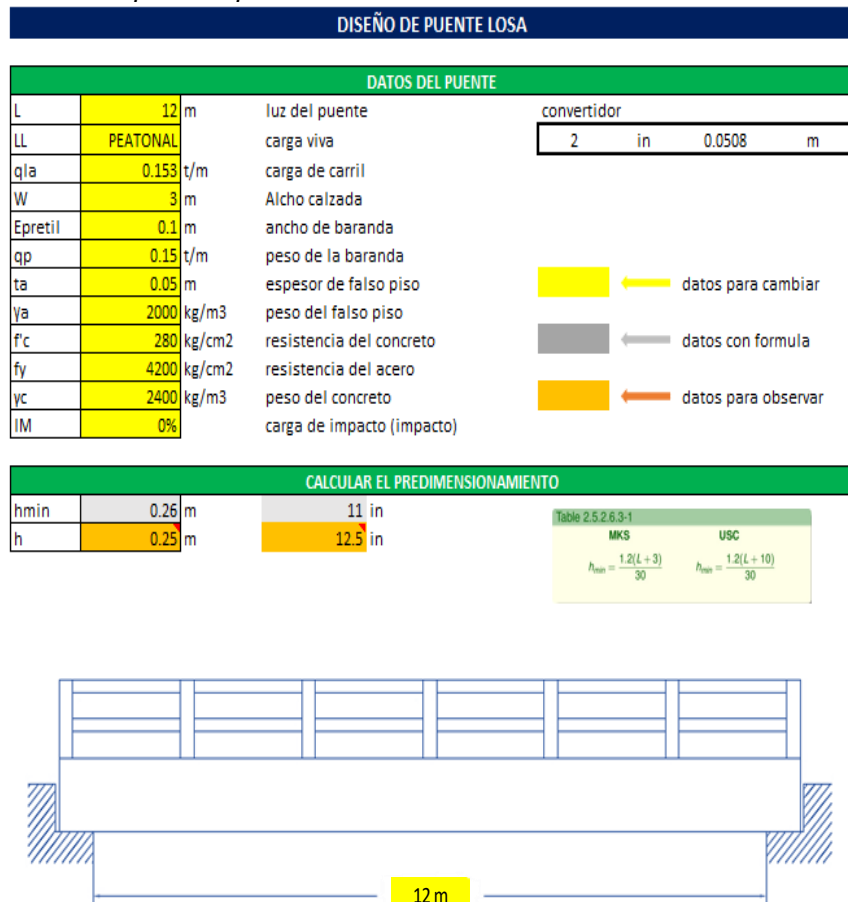 DISEÑO DE PUENTE LOSA
DATOS DEL PUENTE
L 12 m luz del puente convertidor
LL PEATONAL carga viva 2 in 0.0508 m
qla 0.153 t/m carga de carril
W 3 m Alcho calzada
Epretil 0.1 m ancho de baranda
qp 0.15 t/m peso de la baranda
ta 0.05 m espesor de falso piso datos para cambiar
γa 2000 kg/m3 peso del falso piso
f'c 280 kg/cm2 resistencia del concreto datos con formula
fy 4200 kg/cm2 resistencia del acero
γc 2400 kg/m3 peso del concreto datos para observar
IM 0% carga de impacto (impacto)
CALCULAR EL PREDIMENSIONAMIENTO
hmin 0.26 m 11 in
h 0.25 m 12.5 in
Table 2.5.2.6.3-1
MKS USC
hmin = 1.2(L + 3) / 30 hmin = 1.2(L + 10) / 30
12 m